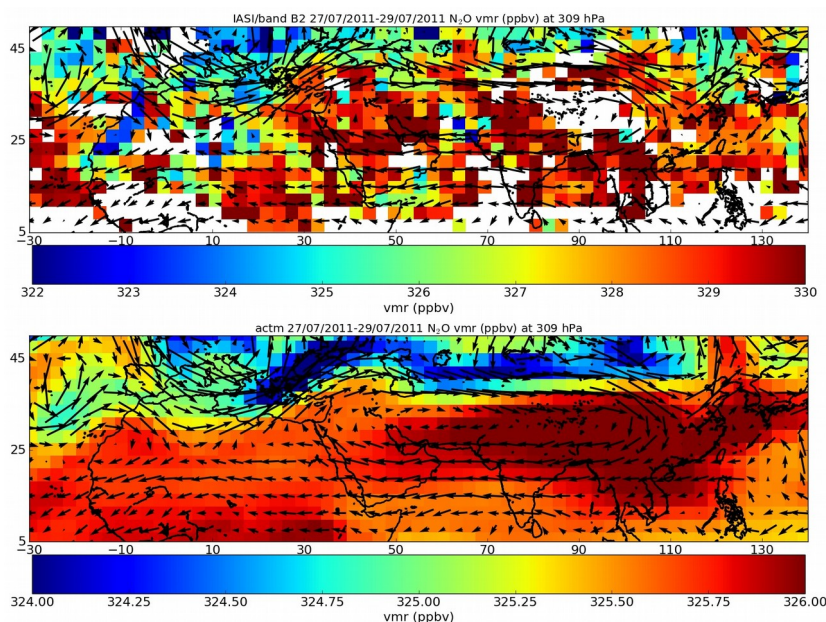 IASI/band B2 27/07/2011-29/07/2011 N₂O vmr (ppbv) at 309 hPa
45
25
5
−30 −10 10 30 50 70 90 110 130
322 323 324 325 326 327 328 329 330
vmr (ppbv)
actm 27/07/2011-29/07/2011 N₂O vmr (ppbv) at 309 hPa
45
25
5
−30 −10 10 30 50 70 90 110 130
324.00 324.25 324.50 324.75 325.00 325.25 325.50 325.75 326.00
vmr (ppbv)